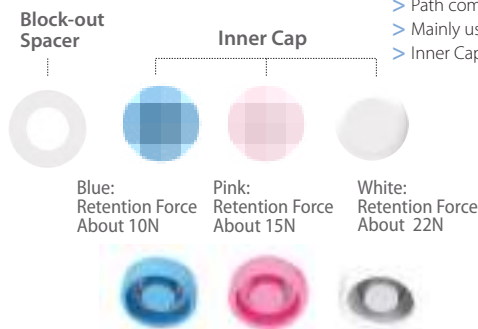 > Path com
> Mainly us
> Inner Cap
Block-out
Spacer
Inner Cap
Blue:
Retention Force
About 10N
Pink:
Retention Force
About 15N
White:
Retention Force
About 22N